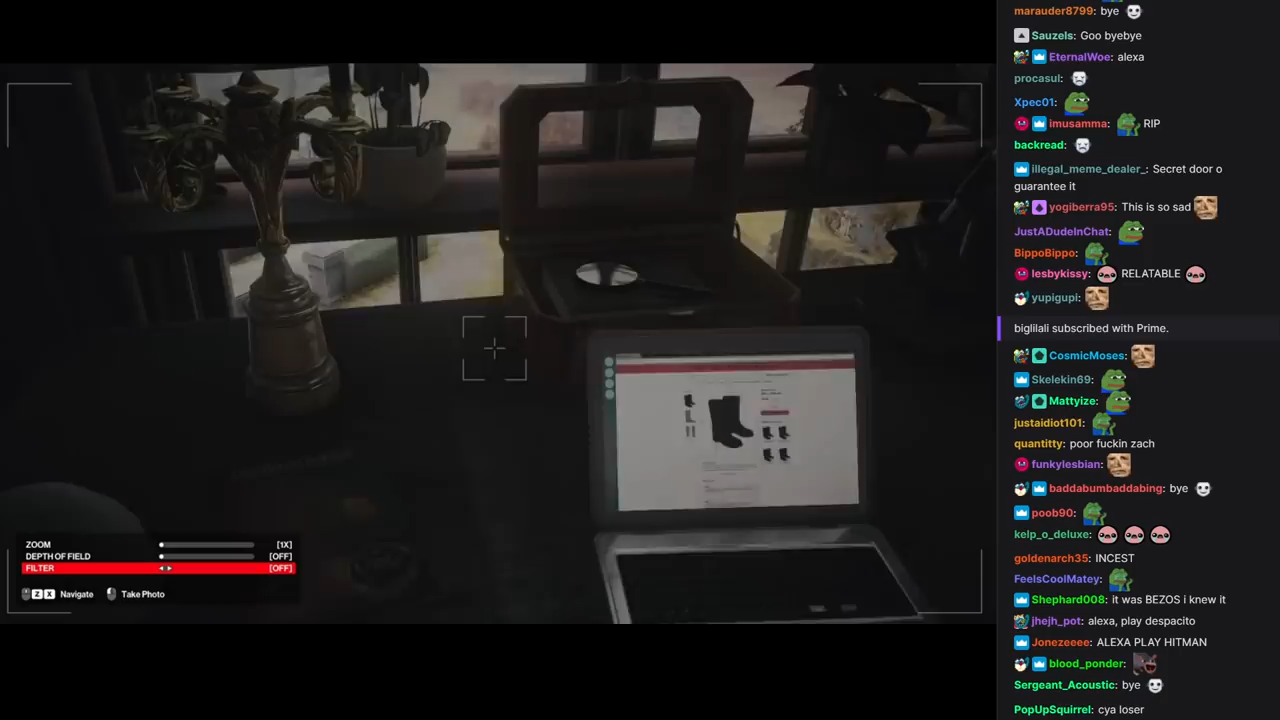 ZOOM [1X]
DEPTH OF FIELD [OFF]
FILTER [OFF]
Z X Navigate Take Photo
marauder8799: bye
Sauzels: Goo byebye
EternalWoe: alexa
procasul:
Xpec01:
imusamma: RIP
backread:
illegal_meme_dealer_: Secret door o
guarantee it
yogiberra95: This is so sad
JustADudeInChat:
BippoBippo:
lesbykissy: RELATABLE
yupigupi:
biglilali subscribed with Prime.
CosmicMoses:
Skelekin69:
Mattyize:
justaidiot101:
quantitty: poor fuckin zach
funkylesbian:
baddabumbaddabing: bye
poob90:
kelp_o_deluxe:
goldenarch35: INCEST
FeelsCoolMatey:
Shephard008: it was BEZOS i knew it
jhejh_pot: alexa, play despacito
Jonezeeee: ALEXA PLAY HITMAN
blood_ponder:
Sergeant_Acoustic: bye
PopUpSquirrel: cya loser